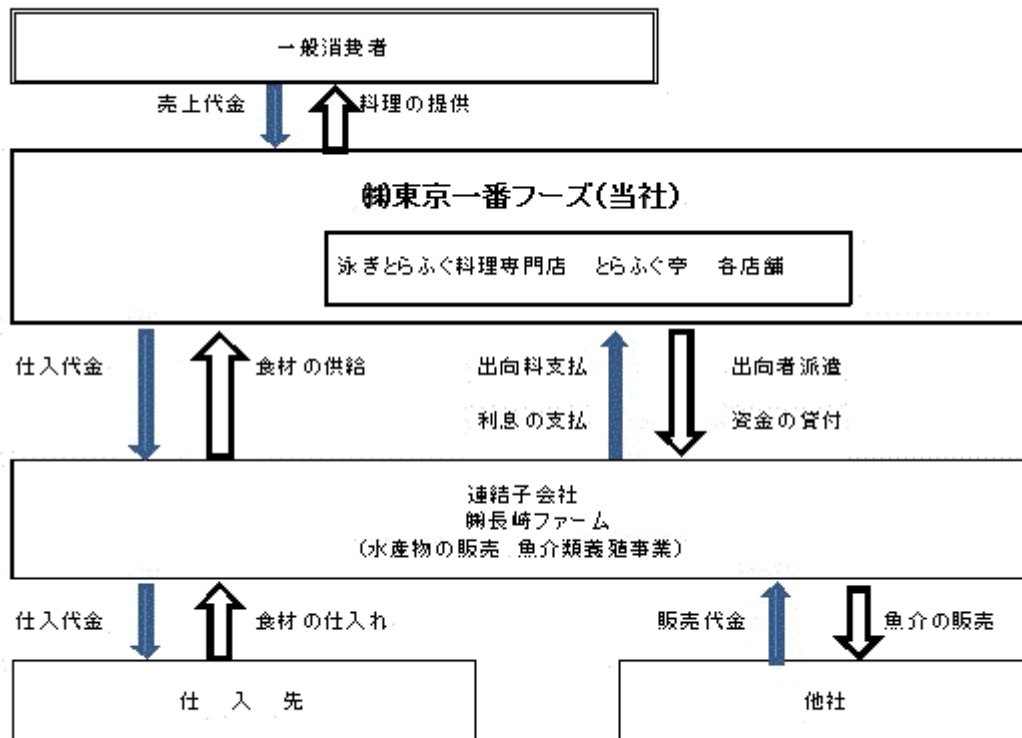 一般消費者
売上代金
料理の提供
㈱東京一番フーズ(当社)
泳ぎとらふぐ料理専門店 とらふぐ亭 各店舗
仕入代金
食材の供給
出向料支払
出向者派遣
利息の支払
資金の貸付
連結子会社
㈱長崎ファーム
(水産物の販売 魚介類養殖事業)
仕入代金
食材の仕入れ
販売代金
魚介の販売
仕 入 先
他社